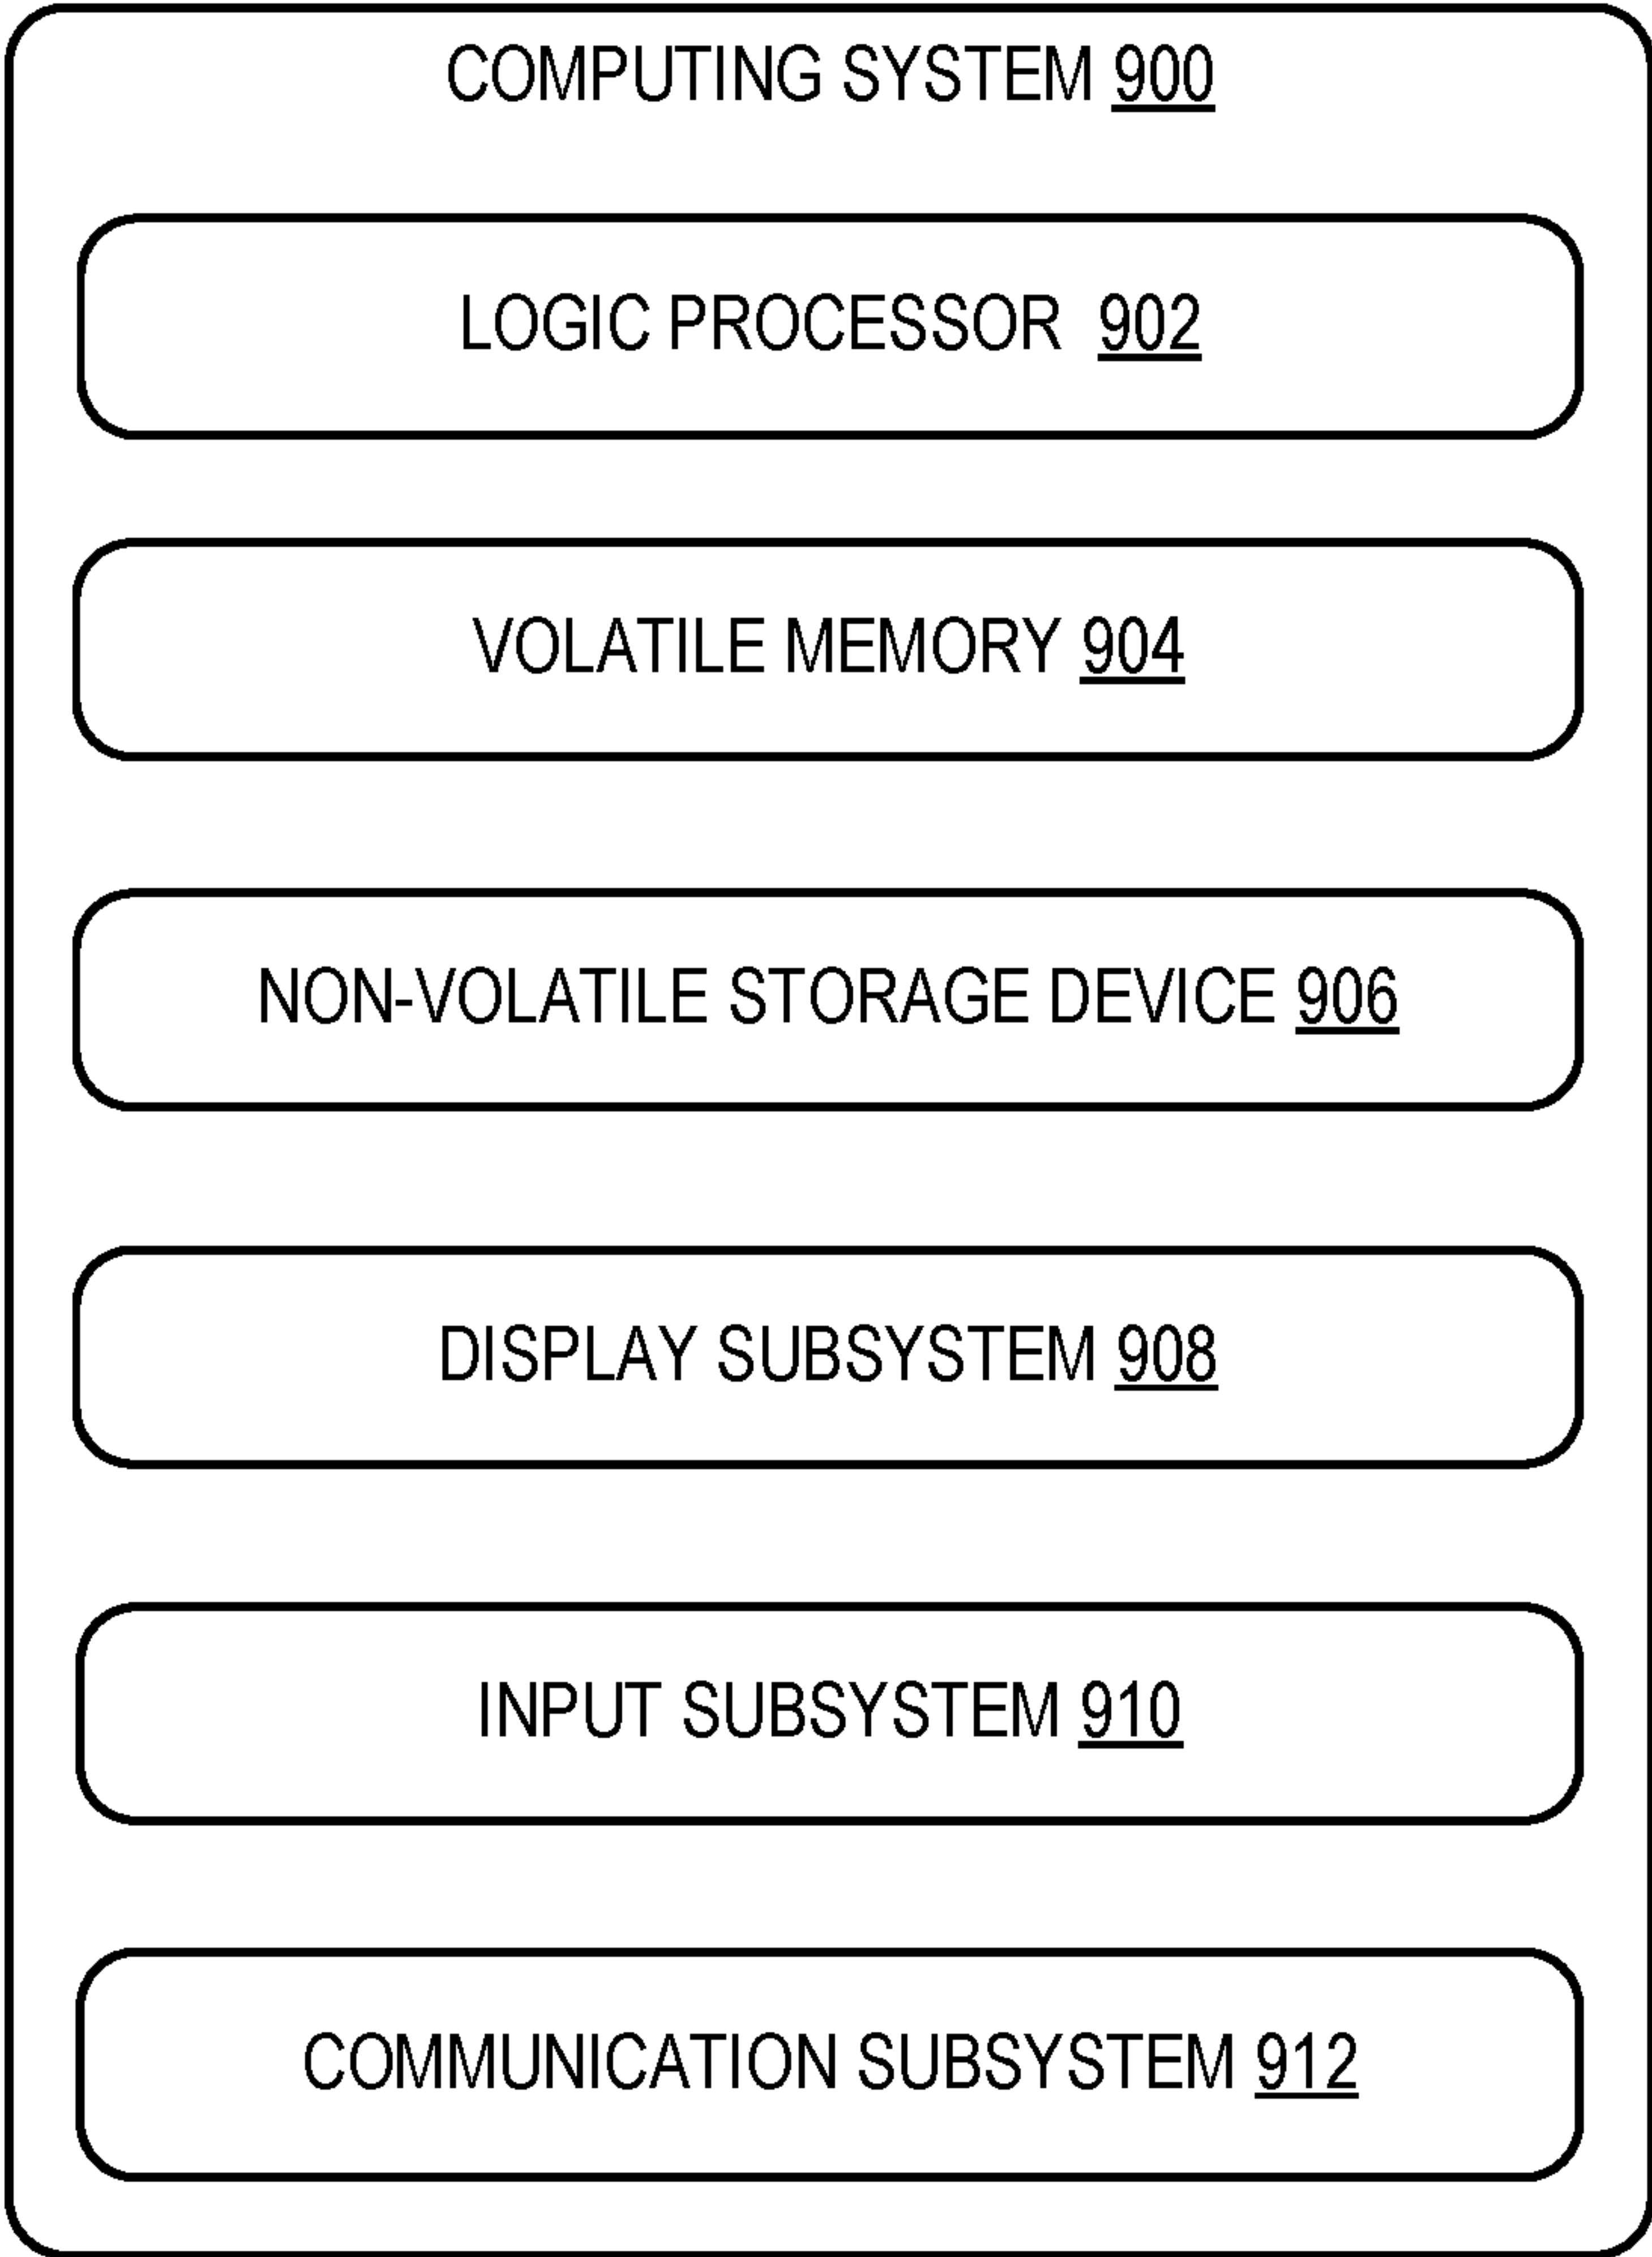 COMPUTING SYSTEM 900
LOGIC PROCESSOR 902
VOLATILE MEMORY 904
NON-VOLATILE STORAGE DEVICE 906
DISPLAY SUBSYSTEM 908
INPUT SUBSYSTEM 910
COMMUNICATION SUBSYSTEM 912